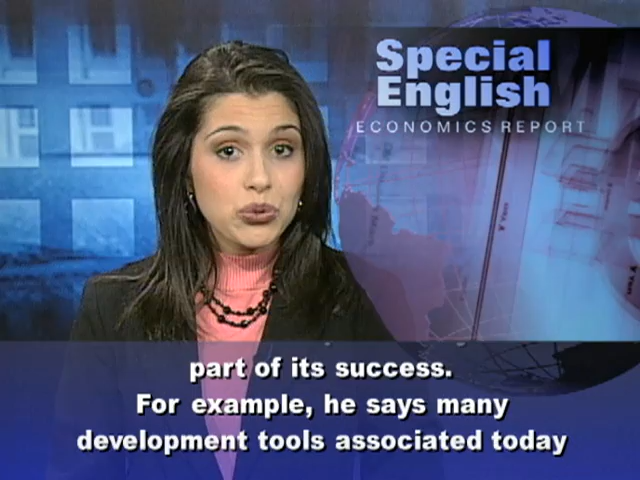 Special
English
ECONOMICS REPORT
part of its success.
For example, he says many
development tools associated today